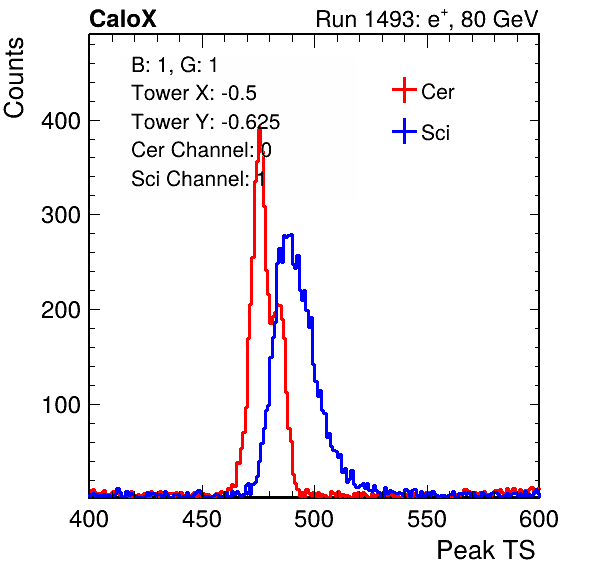 CaloX Run 1493: e+, 80 GeV
Counts
B: 1, G: 1
Tower X: -0.5
Tower Y: -0.625
Cer Channel: 0
Sci Channel: 1
Cer
Sci
400
300
200
100
400 450 500 550 600
Peak TS